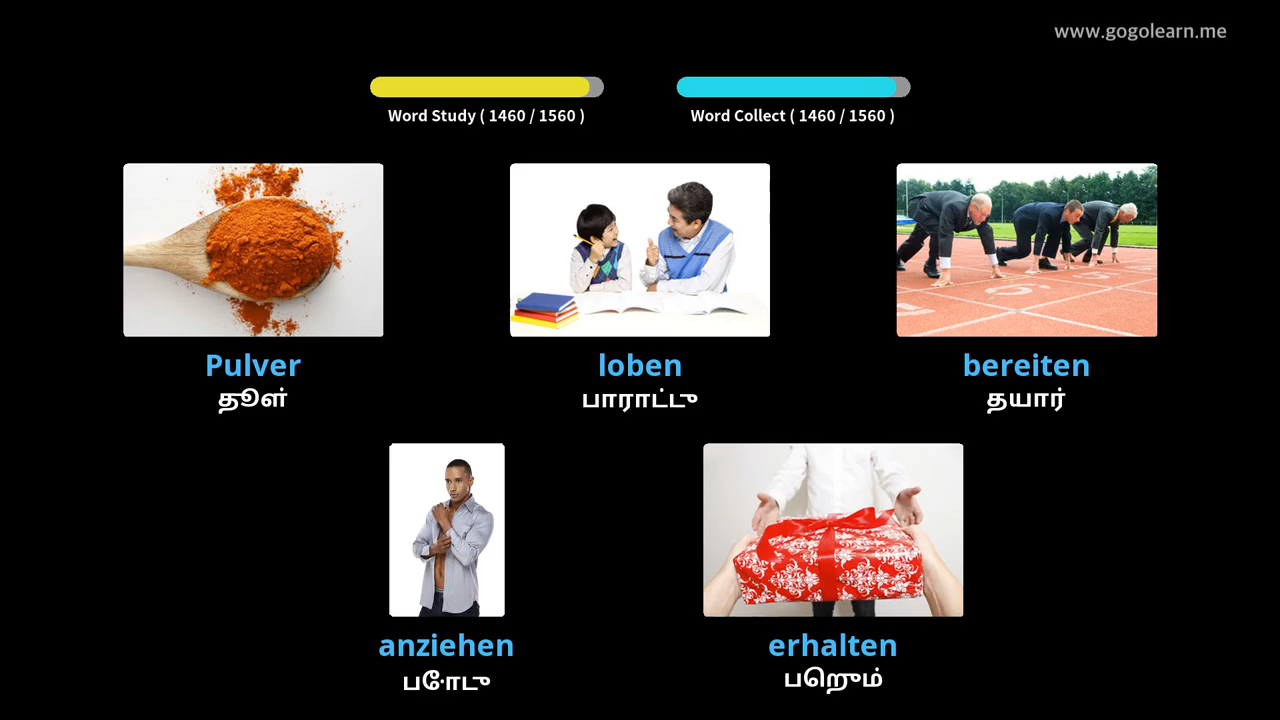 www.gogolearn.me
Word Study ( 1460 / 1560 )
Word Collect ( 1460 / 1560 )
Pulver
தூள்
loben
பாராட்டு
bereiten
தயார்
anziehen
போடு
erhalten
பெறும்